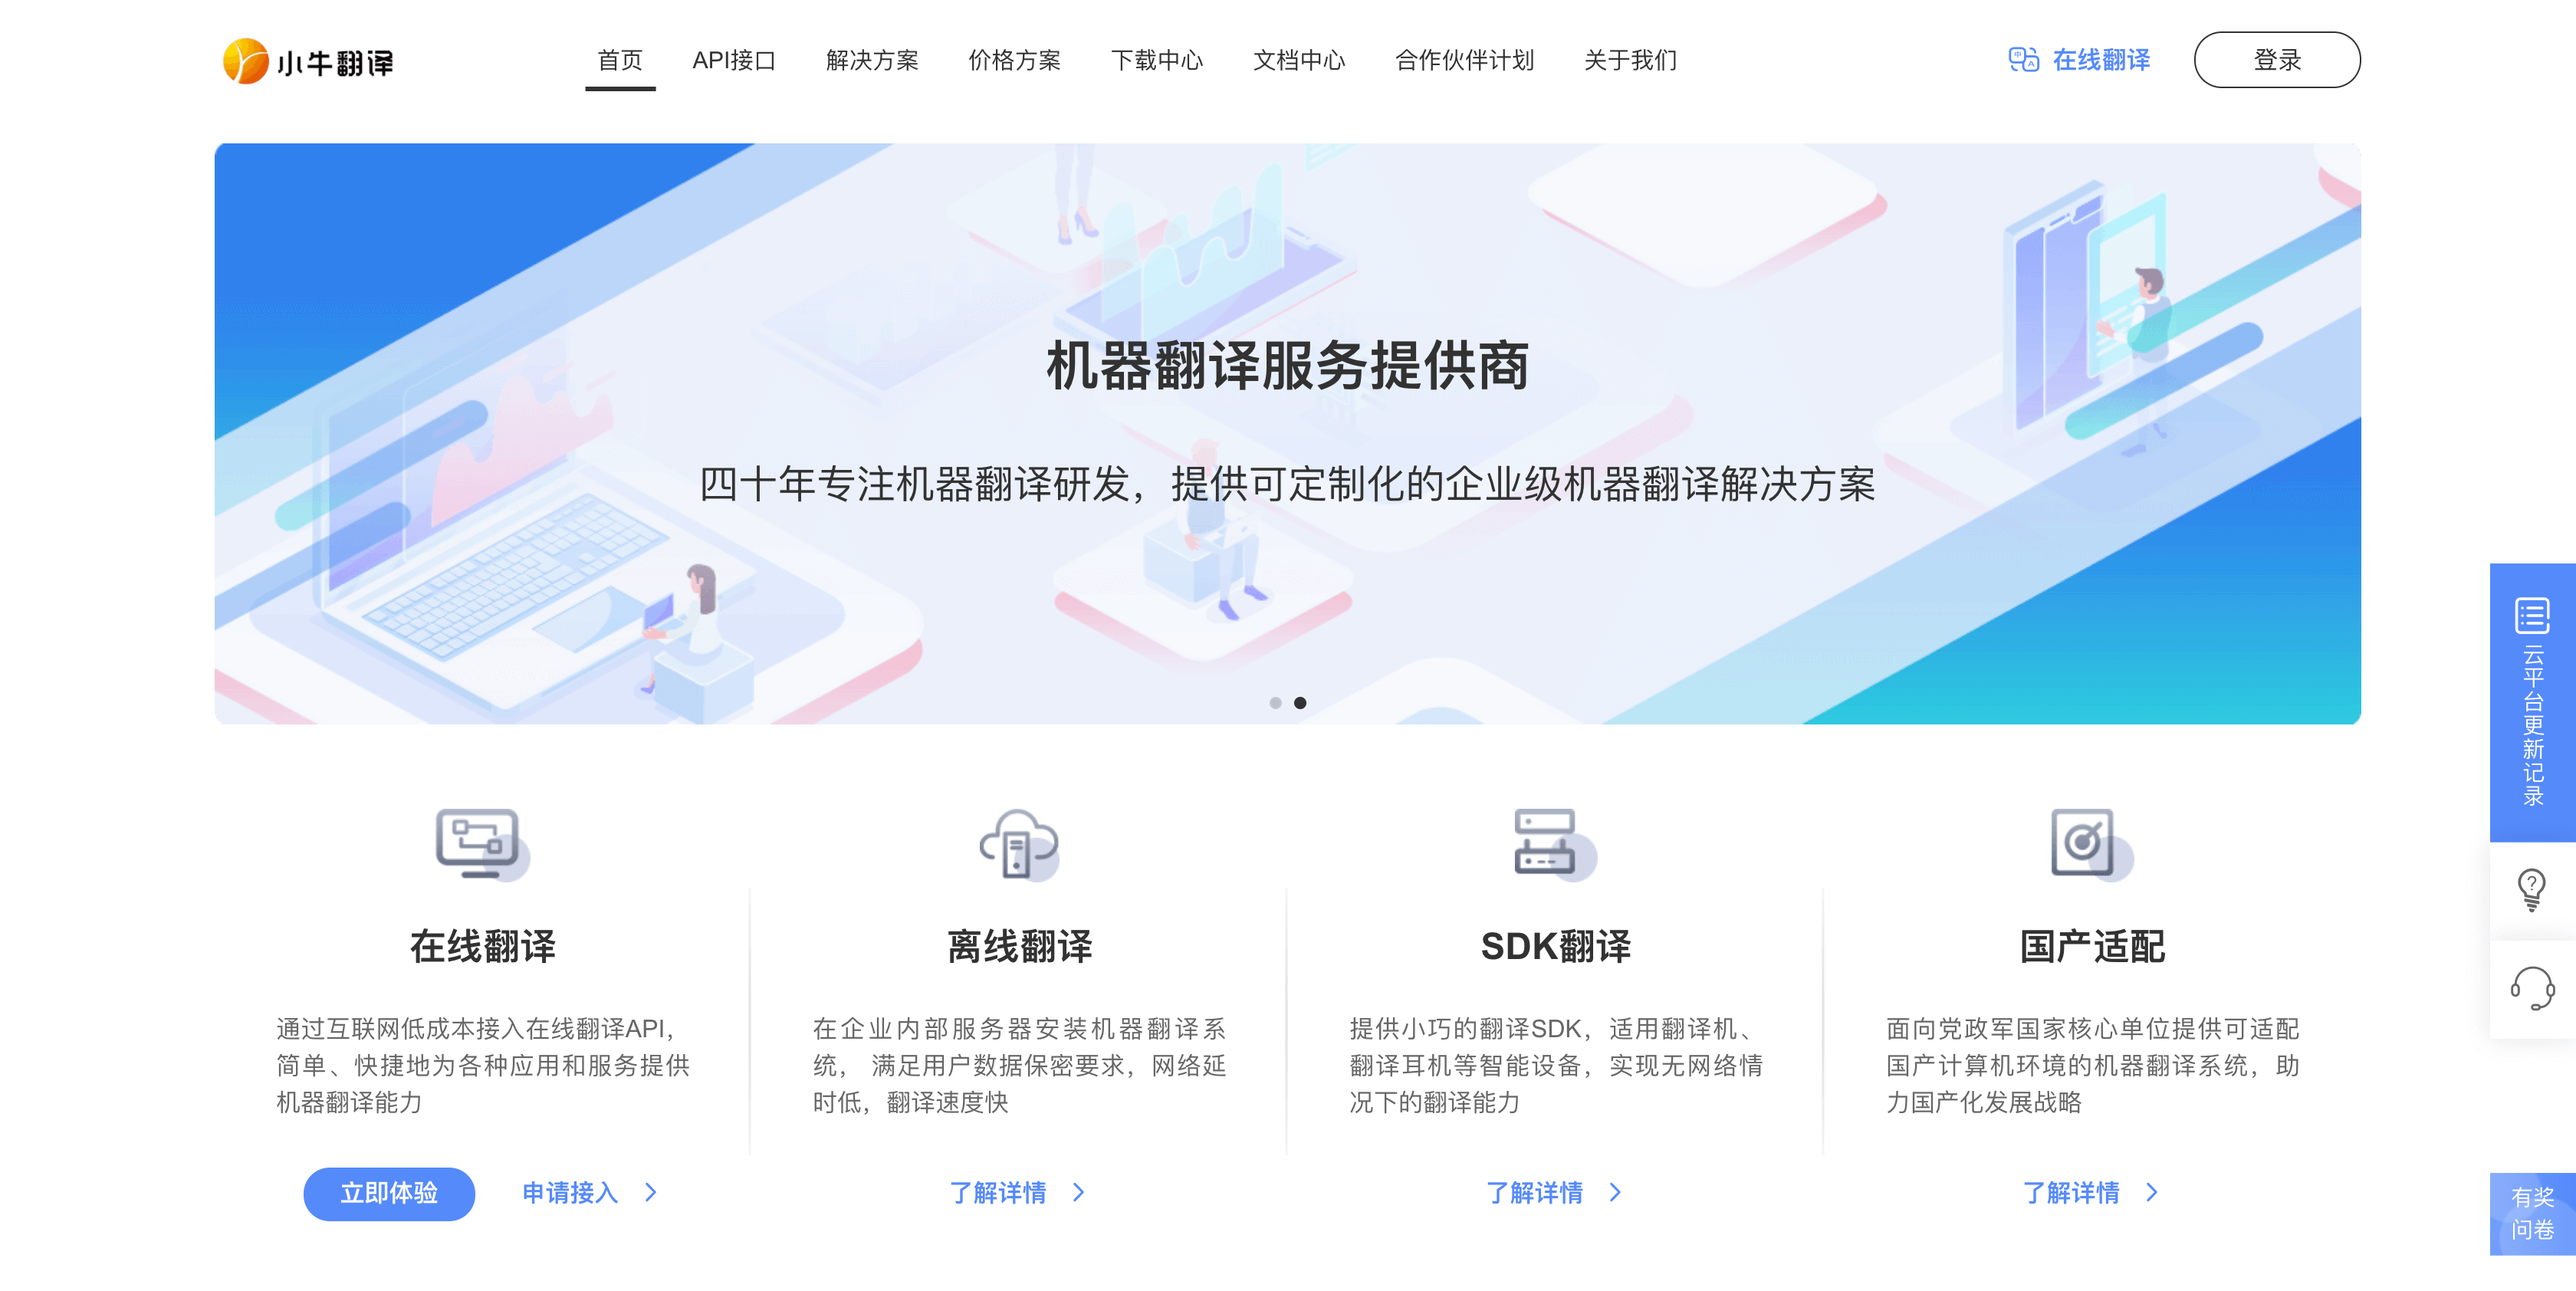 小牛翻译
首页 API接口 解决方案 价格方案 下载中心 文档中心 合作伙伴计划 关于我们
在线翻译
登录
机器翻译服务提供商
四十年专注机器翻译研发，提供可定制化的企业级机器翻译解决方案
云平台更新记录
在线翻译
通过互联网低成本接入在线翻译API，
简单、快捷地为各种应用和服务提供
机器翻译能力
立即体验 申请接入
离线翻译
在企业内部服务器安装机器翻译系
统， 满足用户数据保密要求，网络延
时低，翻译速度快
了解详情
SDK翻译
提供小巧的翻译SDK，适用翻译机、
翻译耳机等智能设备，实现无网络情
况下的翻译能力
了解详情
国产适配
面向党政军国家核心单位提供可适配
国产计算机环境的机器翻译系统，助
力国产化发展战略
了解详情
有奖
问卷